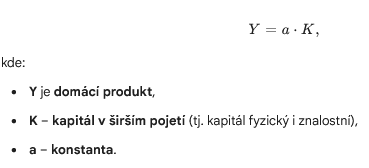 Y = a · K,
kde:
• Y je domácí produkt,
• K – kapitál v širším pojetí (tj. kapitál fyzický i znalostní),
• a – konstanta.